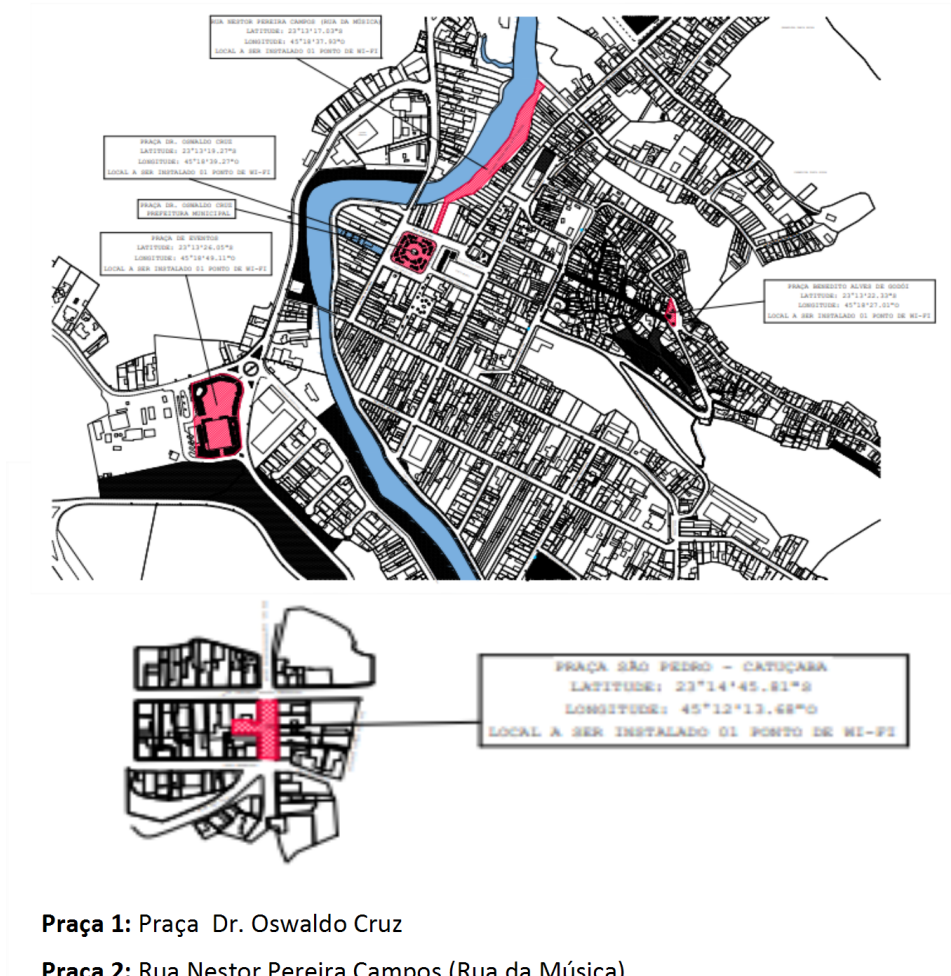 RUA NESTOR PEREIRA CAMPOS (RUA DA MÚSICA)
LATITUDE: 23°13'17.03"S
LONGITUDE: 45°18'37.93"O
LOCAL A SER INSTALADO 01 PONTO DE WI-FI
PRAÇA DR. OSWALDO CRUZ
LATITUDE: 23°13'19.27"S
LONGITUDE: 45°18'39.27"O
LOCAL A SER INSTALADO 01 PONTO DE WI-FI
PRAÇA DR. OSWALDO CRUZ
PREFEITURA MUNICIPAL
PRAÇA DE EVENTOS
LATITUDE: 23°13'26.05"S
LONGITUDE: 45°18'49.11"O
LOCAL A SER INSTALADO 01 PONTO DE WI-FI
PRAÇA BENEDITO ALVES DE GODÓI
LATITUDE: 23°13'22.33"S
LONGITUDE: 45°18'27.01"O
LOCAL A SER INSTALADO 01 PONTO DE WI-FI
PRAÇA SÃO PEDRO - CATUÇABA
LATITUDE: 23°14'45.81"S
LONGITUDE: 45°12'13.68"O
LOCAL A SER INSTALADO 01 PONTO DE WI-FI
Praça 1: Praça Dr. Oswaldo Cruz
Praça 2: Rua Nestor Pereira Campos (Rua da Música)